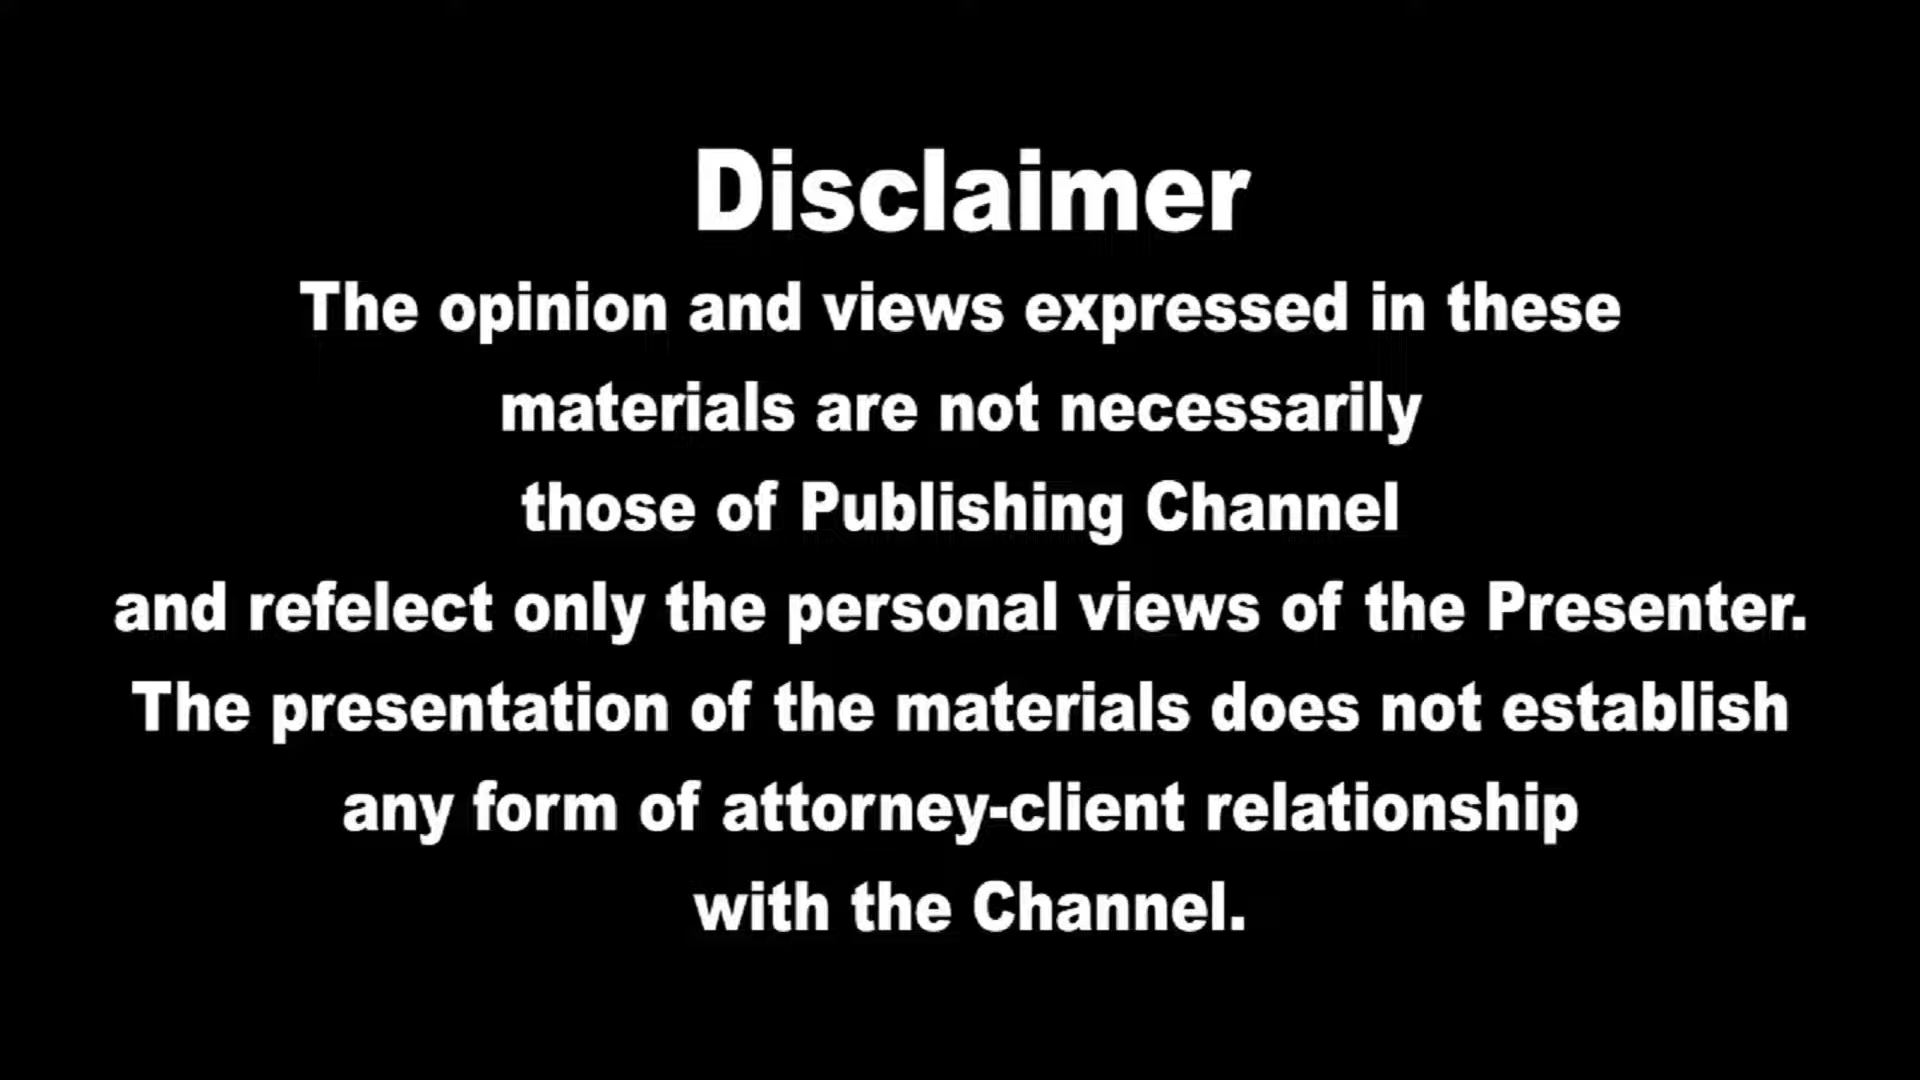 Disclaimer
The opinion and views expressed in these
materials are not necessarily
those of Publishing Channel
and refelect only the personal views of the Presenter.
The presentation of the materials does not establish
any form of attorney-client relationship
with the Channel.